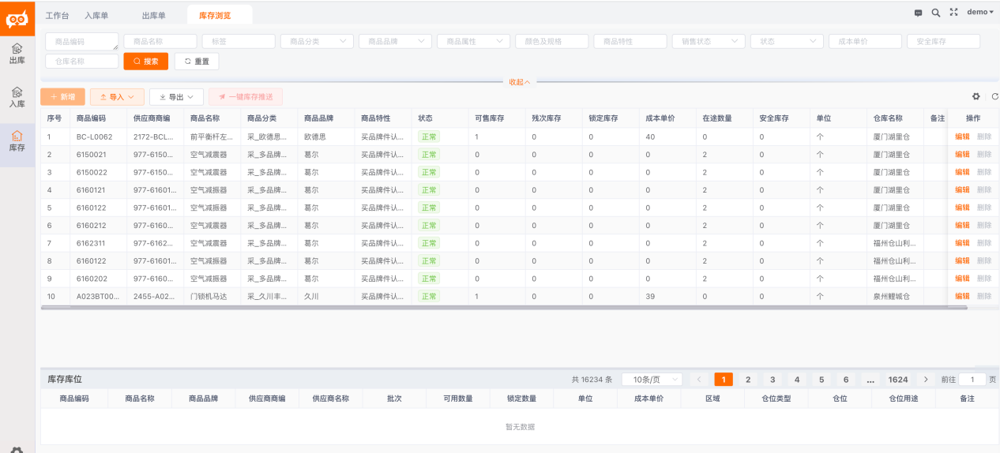 工作台 入库单 出库单 库存浏览 demo
商品编码 商品名称 标签 商品分类 商品品牌 商品属性 颜色及规格 商品特性 销售状态 状态 成本单价 安全库存
仓库名称 搜索 重置
出库
入库
库存
收起
+ 新增 导入 导出 一键库存推送
序号 商品编码 供应商商编 商品名称 商品分类 商品品牌 商品特性 状态 可售库存 残次库存 锁定库存 成本单价 在途数量 安全库存 单位 仓库名称 备注 操作
1 BC-L0062 2172-BCL... 前平衡杆左... 采_欧德思... 欧德思 买品牌件认... 正常 1 0 0 40 0 0 个 厦门湖里仓 编辑 删除
2 6150021 977-6150... 空气减震器 采_多品牌... 葛尔 买品牌件认... 正常 0 0 0 0 2 0 个 厦门湖里仓 编辑 删除
3 6150022 977-6150... 空气减震器 采_多品牌... 葛尔 买品牌件认... 正常 0 0 0 0 2 0 个 厦门湖里仓 编辑 删除
4 6160121 977-61601... 空气减振器 采_多品牌... 葛尔 买品牌件认... 正常 0 0 0 0 2 0 个 厦门湖里仓 编辑 删除
5 6160122 977-61601... 空气减振器 采_多品牌... 葛尔 买品牌件认... 正常 0 0 0 0 2 0 个 厦门湖里仓 编辑 删除
6 6160212 977-6160... 空气减震器 采_多品牌... 葛尔 买品牌件认... 正常 0 0 0 0 2 0 个 厦门湖里仓 编辑 删除
7 6162311 977-6162... 空气减震器 采_多品牌... 葛尔 买品牌件认... 正常 0 0 0 0 2 0 个 福州仓山利... 编辑 删除
8 6160122 977-61601... 空气减振器 采_多品牌... 葛尔 买品牌件认... 正常 0 0 0 0 2 0 个 福州仓山利... 编辑 删除
9 6160202 977-6160... 空气减震器 采_多品牌... 葛尔 买品牌件认... 正常 0 0 0 0 2 0 个 福州仓山利... 编辑 删除
10 A023BT00... 2455-A02... 门锁机马达 采_久川丰... 久川 买品牌件认... 正常 1 0 0 39 0 0 个 泉州鲤城仓 编辑 删除
库存库位 共 16234 条 10条/页 1 2 3 4 5 6 ... 1624 前往 1 页
商品编码 商品名称 商品品牌 供应商商编 供应商名称 批次 可用数量 锁定数量 单位 成本单价 区域 仓位类型 仓位 仓位用途 备注
暂无数据